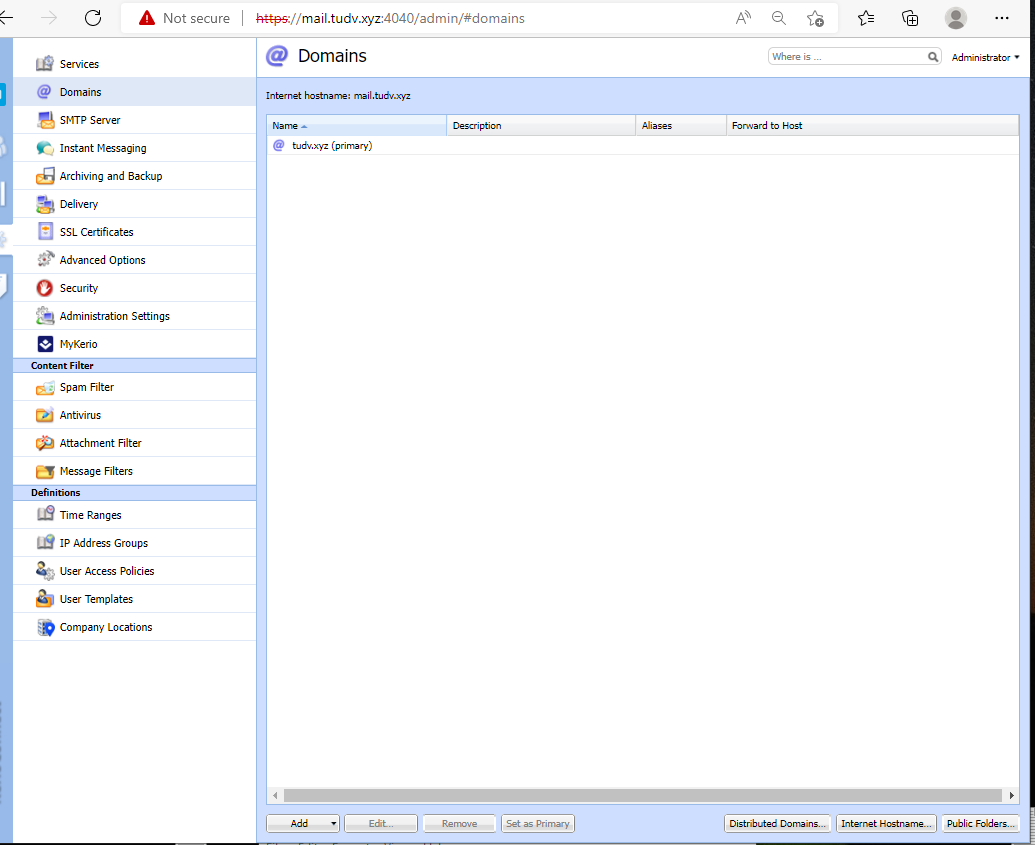 Not secure
https://mail.tudv.xyz:4040/admin/#domains
Services
Domains
SMTP Server
Instant Messaging
Archiving and Backup
Delivery
SSL Certificates
Advanced Options
Security
Administration Settings
MyKerio
Content Filter
Spam Filter
Antivirus
Attachment Filter
Message Filters
Definitions
Time Ranges
IP Address Groups
User Access Policies
User Templates
Company Locations
Domains
Where is ...
Administrator
Internet hostname: mail.tudv.xyz
Name Description Aliases Forward to Host
tudv.xyz (primary)
Add Edit... Remove Set as Primary Distributed Domains... Internet Hostname... Public Folders...